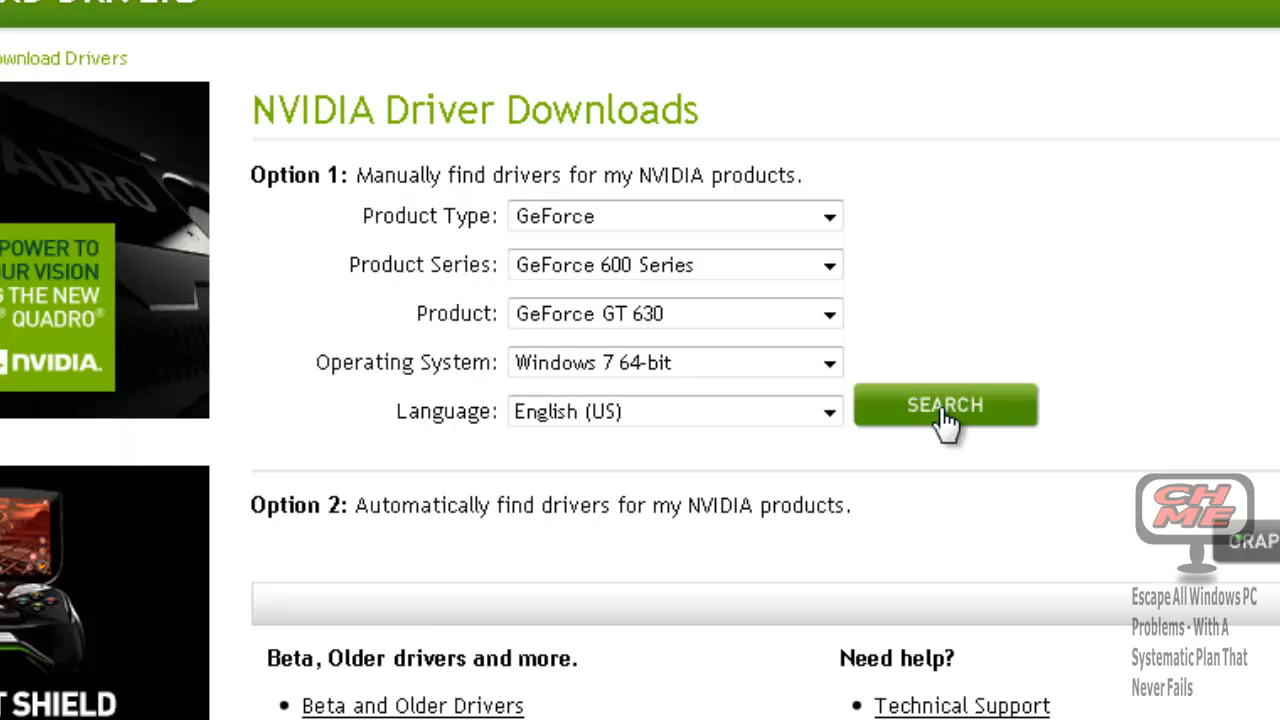 Download Drivers
NVIDIA Driver Downloads
Option 1: Manually find drivers for my NVIDIA products.
Product Type: GeForce
Product Series: GeForce 600 Series
Product: GeForce GT 630
Operating System: Windows 7 64-bit
Language: English (US)
SEARCH
POWER TO
UR VISION
G THE NEW
QUADRO®
NVIDIA.
Option 2: Automatically find drivers for my NVIDIA products.
CH
ME
GRAP
Escape All Windows PC
Problems - With A
Systematic Plan That
Never Fails
Beta, Older drivers and more.
• Beta and Older Drivers
Need help?
• Technical Support
T SHIELD